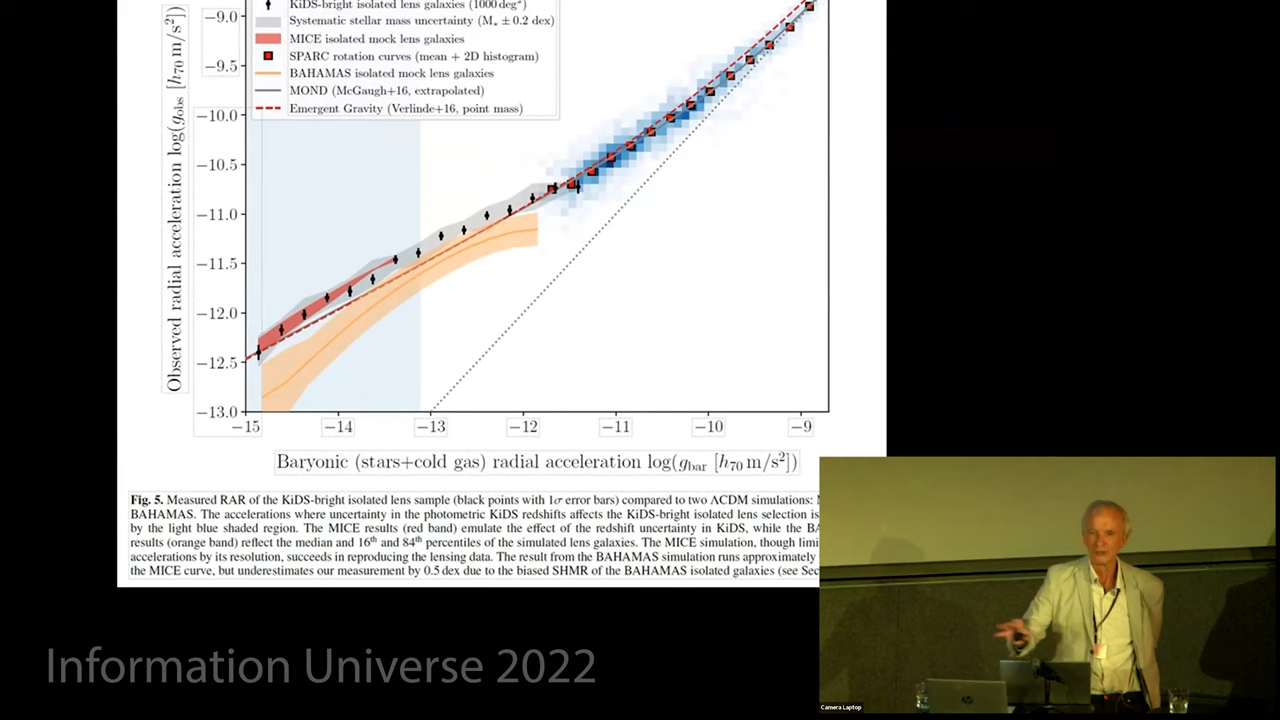 KiDS-bright isolated lens galaxies (1000 deg²)
Systematic stellar mass uncertainty (M⋆ ± 0.2 dex)
MICE isolated mock lens galaxies
SPARC rotation curves (mean + 2D histogram)
BAHAMAS isolated mock lens galaxies
MOND (McGaugh+16, extrapolated)
Emergent Gravity (Verlinde+16, point mass)
Observed radial acceleration log(gobs [h70 m/s²])
−9.0
−9.5
−10.0
−10.5
−11.0
−11.5
−12.0
−12.5
−13.0
−15 −14 −13 −12 −11 −10 −9
Baryonic (stars+cold gas) radial acceleration log(gbar [h70 m/s²])
Fig. 5. Measured RAR of the KiDS-bright isolated lens sample (black points with 1σ error bars) compared to two ΛCDM simulations:
BAHAMAS. The accelerations where uncertainty in the photometric KiDS redshifts affects the KiDS-bright isolated lens selection is
by the light blue shaded region. The MICE results (red band) emulate the effect of the redshift uncertainty in KiDS, while the BA
results (orange band) reflect the median and 16th and 84th percentiles of the simulated lens galaxies. The MICE simulation, though limi
accelerations by its resolution, succeeds in reproducing the lensing data. The result from the BAHAMAS simulation runs approximately
the MICE curve, but underestimates our measurement by 0.5 dex due to the biased SHMR of the BAHAMAS isolated galaxies (see Sec
Information Universe 2022
Camera Laptop
hp